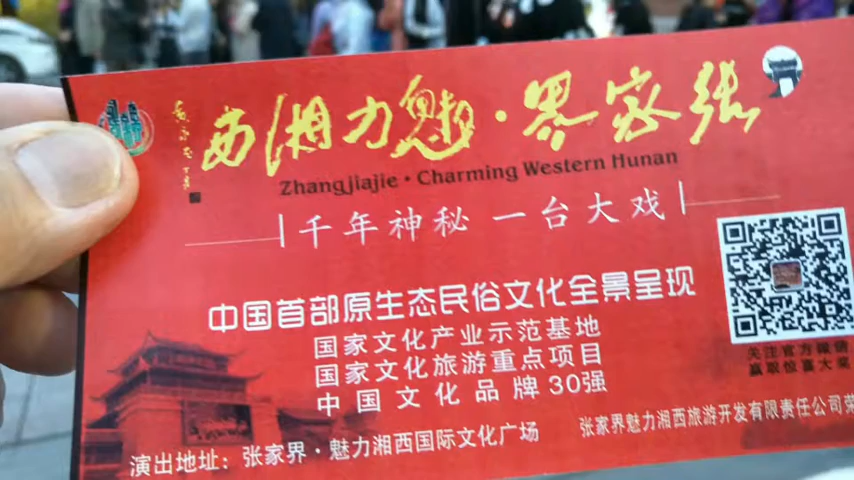 张家界·魅力湘西
Zhangjiajie·Charming Western Hunan
千年神秘 一台大戏
中国首部原生态民俗文化全景呈现
国家文化产业示范基地
国家文化旅游重点项目
中国文化品牌30强
关注官方微信
赢取惊喜大奖
演出地址：张家界·魅力湘西国际文化广场
张家界魅力湘西旅游开发有限责任公司荣